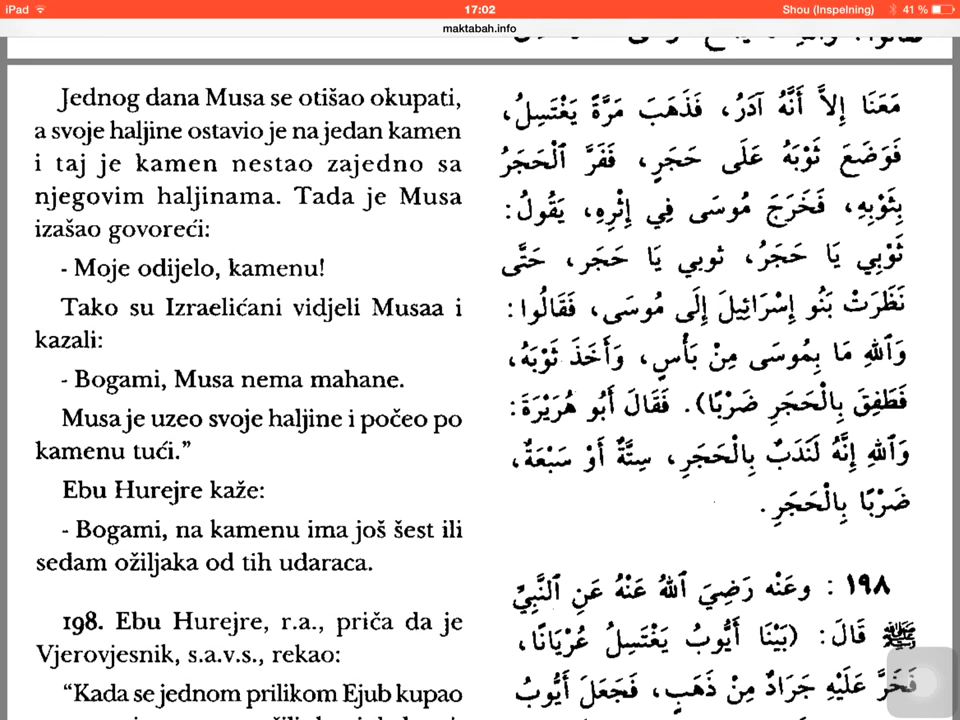 iPad 17:02 Shou (Inspelning) 41 %
maktabah.info
Jednog dana Musa se otišao okupati,
a svoje haljine ostavio je na jedan kamen
i taj je kamen nestao zajedno sa
njegovim haljinama. Tada je Musa
izašao govoreći:
- Moje odijelo, kamenu!
Tako su Izraelićani vidjeli Musaa i
kazali:
- Bogami, Musa nema mahane.
Musa je uzeo svoje haljine i počeo po
kamenu tući.”
Ebu Hurejre kaže:
- Bogami, na kamenu ima još šest ili
sedam ožiljaka od tih udaraca.
198. Ebu Hurejre, r.a., priča da je
Vjerovjesnik, s.a.v.s., rekao:
“Kada se jednom prilikom Ejub kupao
مَعَنَا إِلاَّ أَنَّهُ آدَرُ، فَذَهَبَ مَرَّةً يَغْتَسِلُ،
فَوَضَعَ ثَوْبَهُ عَلَى حَجَرٍ، فَفَرَّ ٱلْحَجَرُ
بِثَوْبِهِ، فَخَرَجَ مُوسَى فِي إِثْرِهِ، يَقُولُ:
ثَوْبِي يَا حَجَرُ، ثوبي يَا حَجَر، حَتَّى
نَظَرَتْ بَنُو إِسْرَائِيلَ إِلَى مُوسَى، فَقَالُوا:
وَٱللهِ مَا بِمُوسَى مِنْ بَأْسٍ، وَأَخَذَ ثَوْبَهُ،
فَطَفِقَ بِالْحَجَرِ ضَرْبًا). فَقَالَ أَبُو هُرَيْرَةَ:
وَٱللهِ إِنَّهُ لَنَدَبٌ بِالْحَجَرِ، سِتَّةٌ أَوْ سَبْعَةٌ،
ضَرْبًا بِالْحَجَرِ.
١٩٨ : وعَنْه رَضِيَ ٱللهُ عَنْهُ عَنِ ٱلنَّبِيِّ
ﷺ قَالَ: (بَيْنَا أَيُّوبُ يَغْتَسِلُ عُرْيَانًا،
فَخَرَّ عَلَيْهِ جَرَادٌ مِنْ ذَهَبٍ، فَجَعَلَ أَيُّوبُ